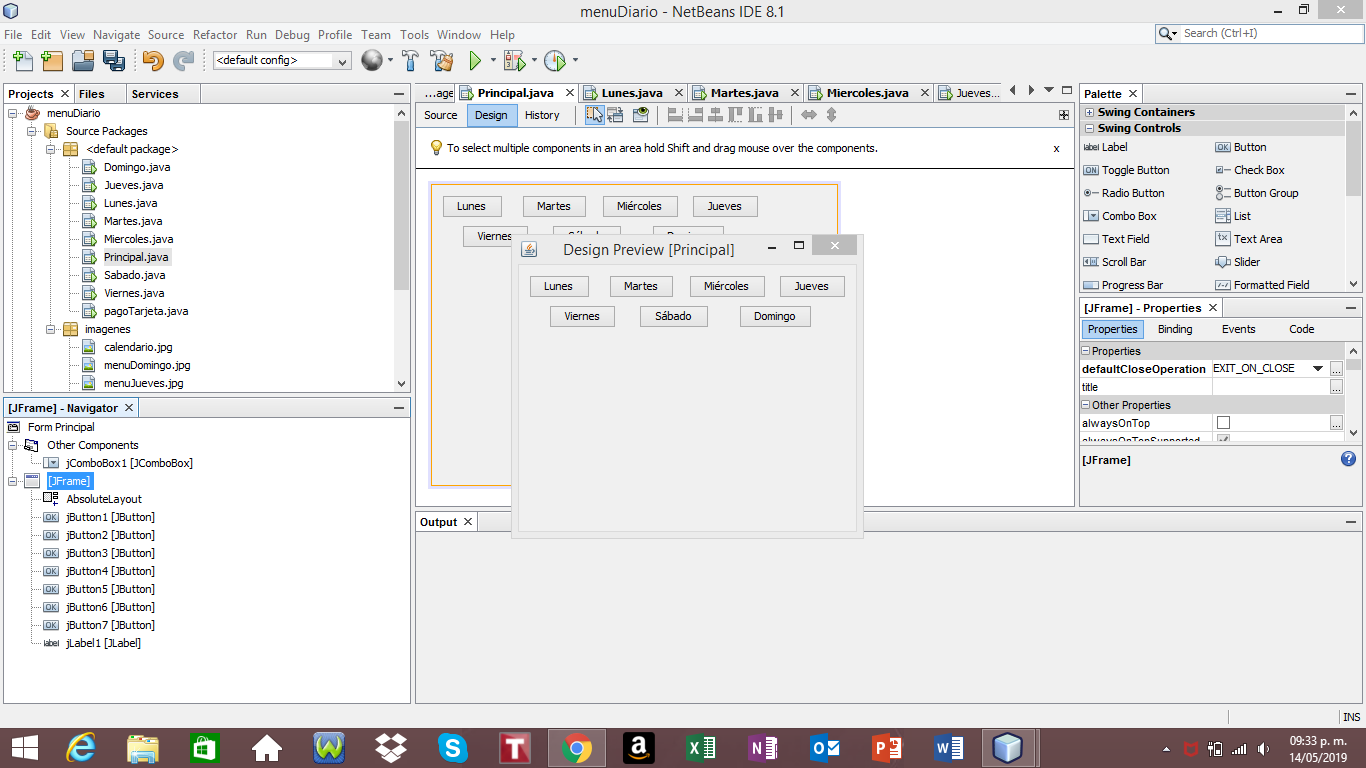 menuDiario - NetBeans IDE 8.1
File Edit View Navigate Source Refactor Run Debug Profile Team Tools Window Help
Search (Ctrl+I)
<default config>
Projects Files Services
menuDiario
Source Packages
<default package>
Domingo.java
Jueves.java
Lunes.java
Martes.java
Miercoles.java
Principal.java
Sabado.java
Viernes.java
pagoTarjeta.java
imagenes
calendario.jpg
menuDomingo.jpg
menuJueves.jpg
[JFrame] - Navigator
Form Principal
Other Components
jComboBox1 [JComboBox]
[JFrame]
AbsoluteLayout
jButton1 [JButton]
jButton2 [JButton]
jButton3 [JButton]
jButton4 [JButton]
jButton5 [JButton]
jButton6 [JButton]
jButton7 [JButton]
label jLabel1 [JLabel]
...age Principal.java Lunes.java Martes.java Miercoles.java Jueves...
Source Design History
To select multiple components in an area hold Shift and drag mouse over the components. x
Lunes Martes Miércoles Jueves
Viernes
Design Preview [Principal]
Lunes Martes Miércoles Jueves
Viernes Sábado Domingo
Output
Palette
Swing Containers
Swing Controls
label Label OK Button
ON Toggle Button Check Box
Radio Button Button Group
Combo Box List
Text Field Text Area
Scroll Bar Slider
Progress Bar Formatted Field
[JFrame] - Properties
Properties Binding Events Code
Properties
defaultCloseOperation EXIT_ON_CLOSE ...
title ...
Other Properties
alwaysOnTop ...
alwaysOnTopSupported
[JFrame]
INS
09:33 p. m.
14/05/2019